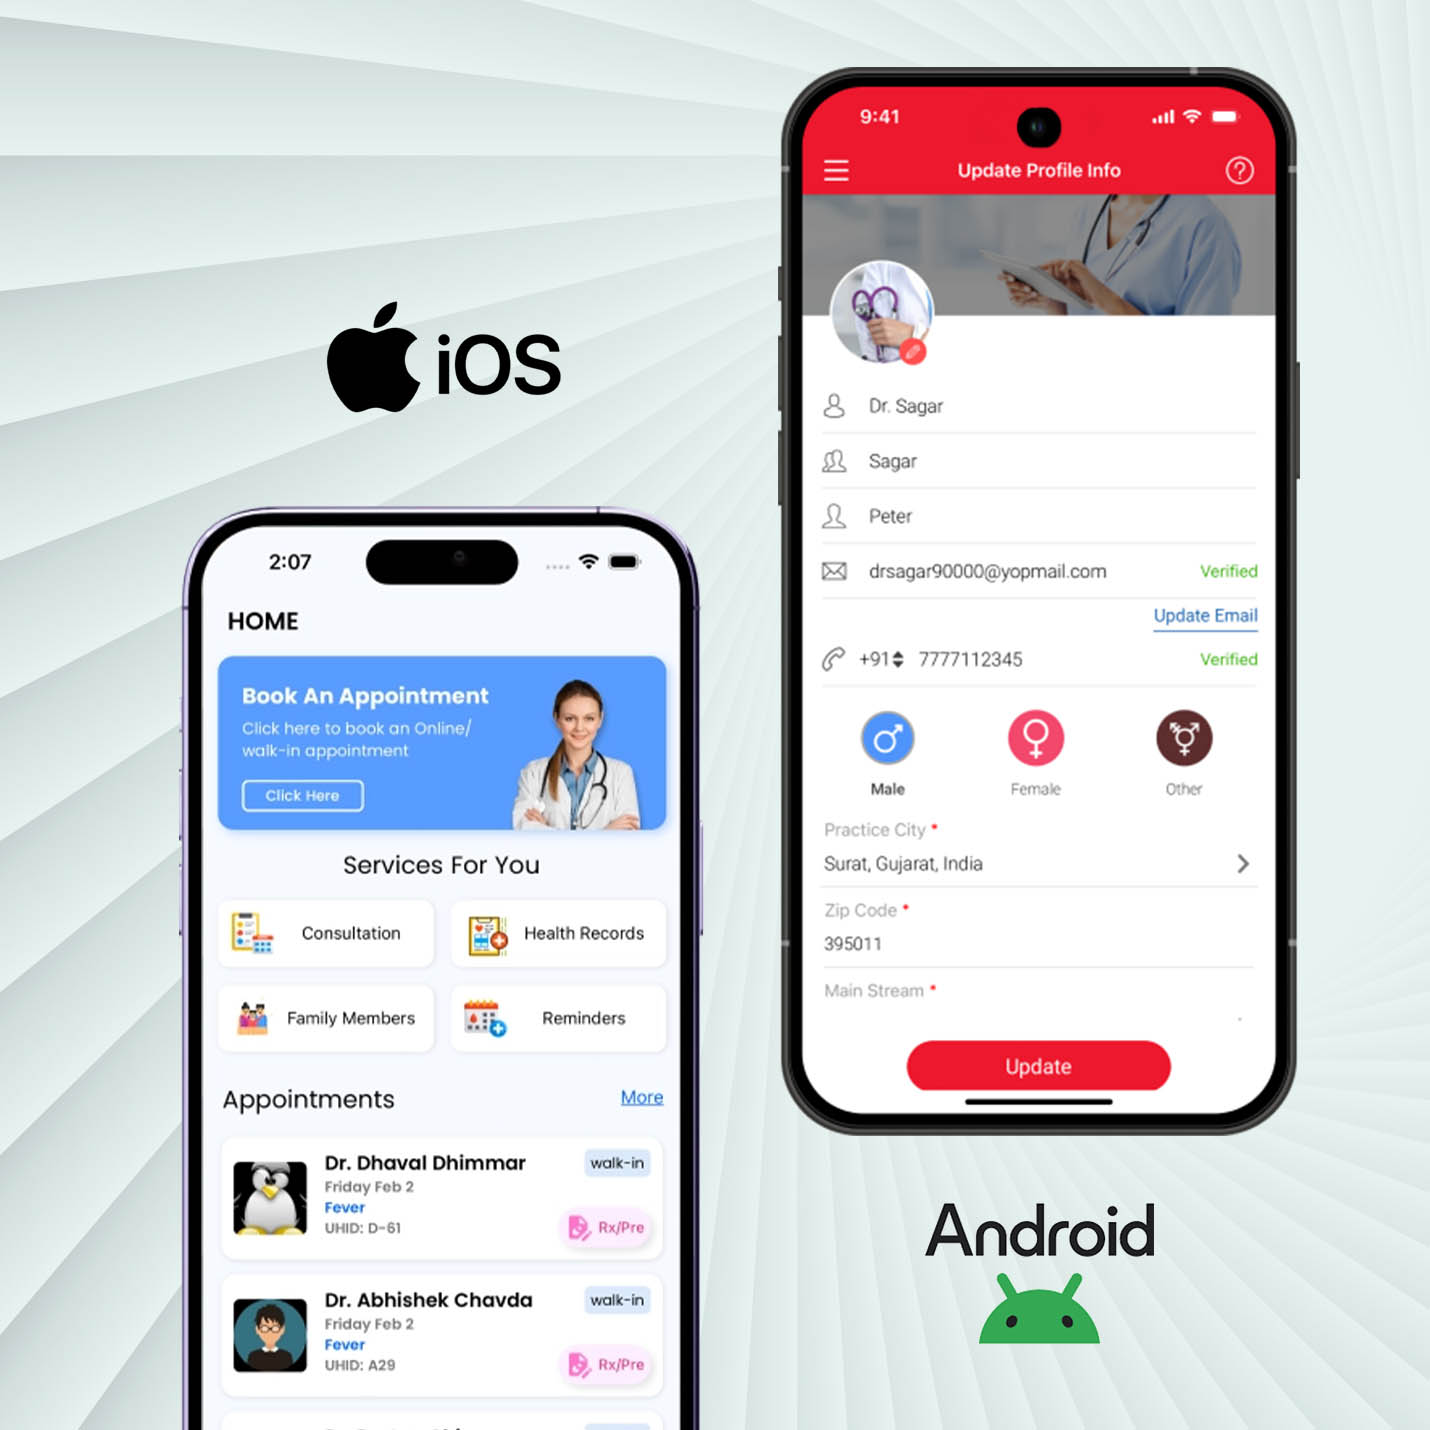 iOS
2:07
HOME
Book An Appointment
Click here to book an Online/
walk-in appointment
Click Here
Services For You
Consultation
Health Records
Family Members
Reminders
Appointments
More
Dr. Dhaval Dhimmar
walk-in
Friday Feb 2
Fever
UHID: D-61
Rx/Pre
Dr. Abhishek Chavda
walk-in
Friday Feb 2
Fever
UHID: A29
Rx/Pre
9:41
Update Profile Info
Dr. Sagar
Sagar
Peter
drsagar90000@yopmail.com
Verified
Update Email
+91 7777112345
Verified
Male
Female
Other
Practice City *
Surat, Gujarat, India
Zip Code *
395011
Main Stream *
Update
Android